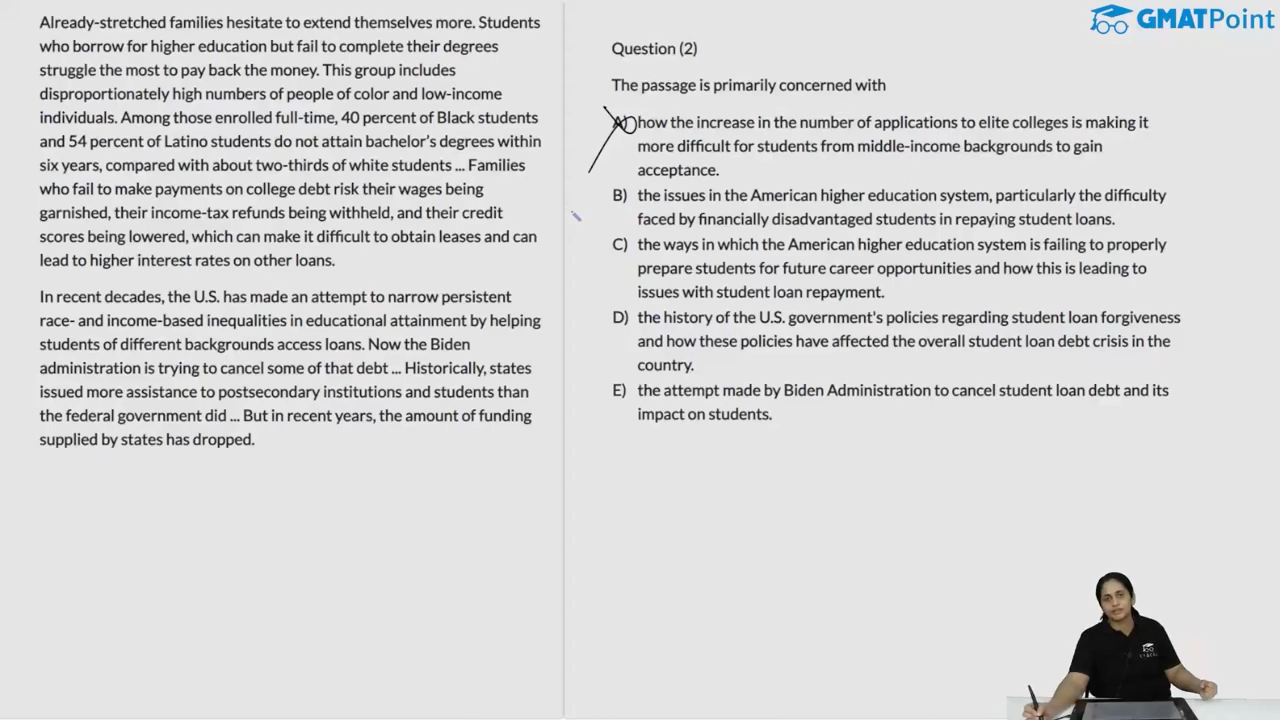 GMATPoint
Already-stretched families hesitate to extend themselves more. Students
who borrow for higher education but fail to complete their degrees
struggle the most to pay back the money. This group includes
disproportionately high numbers of people of color and low-income
individuals. Among those enrolled full-time, 40 percent of Black students
and 54 percent of Latino students do not attain bachelor's degrees within
six years, compared with about two-thirds of white students ... Families
who fail to make payments on college debt risk their wages being
garnished, their income-tax refunds being withheld, and their credit
scores being lowered, which can make it difficult to obtain leases and can
lead to higher interest rates on other loans.
In recent decades, the U.S. has made an attempt to narrow persistent
race- and income-based inequalities in educational attainment by helping
students of different backgrounds access loans. Now the Biden
administration is trying to cancel some of that debt ... Historically, states
issued more assistance to postsecondary institutions and students than
the federal government did ... But in recent years, the amount of funding
supplied by states has dropped.
Question (2)
The passage is primarily concerned with
A) how the increase in the number of applications to elite colleges is making it
more difficult for students from middle-income backgrounds to gain
acceptance.
B) the issues in the American higher education system, particularly the difficulty
faced by financially disadvantaged students in repaying student loans.
C) the ways in which the American higher education system is failing to properly
prepare students for future career opportunities and how this is leading to
issues with student loan repayment.
D) the history of the U.S. government's policies regarding student loan forgiveness
and how these policies have affected the overall student loan debt crisis in the
country.
E) the attempt made by Biden Administration to cancel student loan debt and its
impact on students.